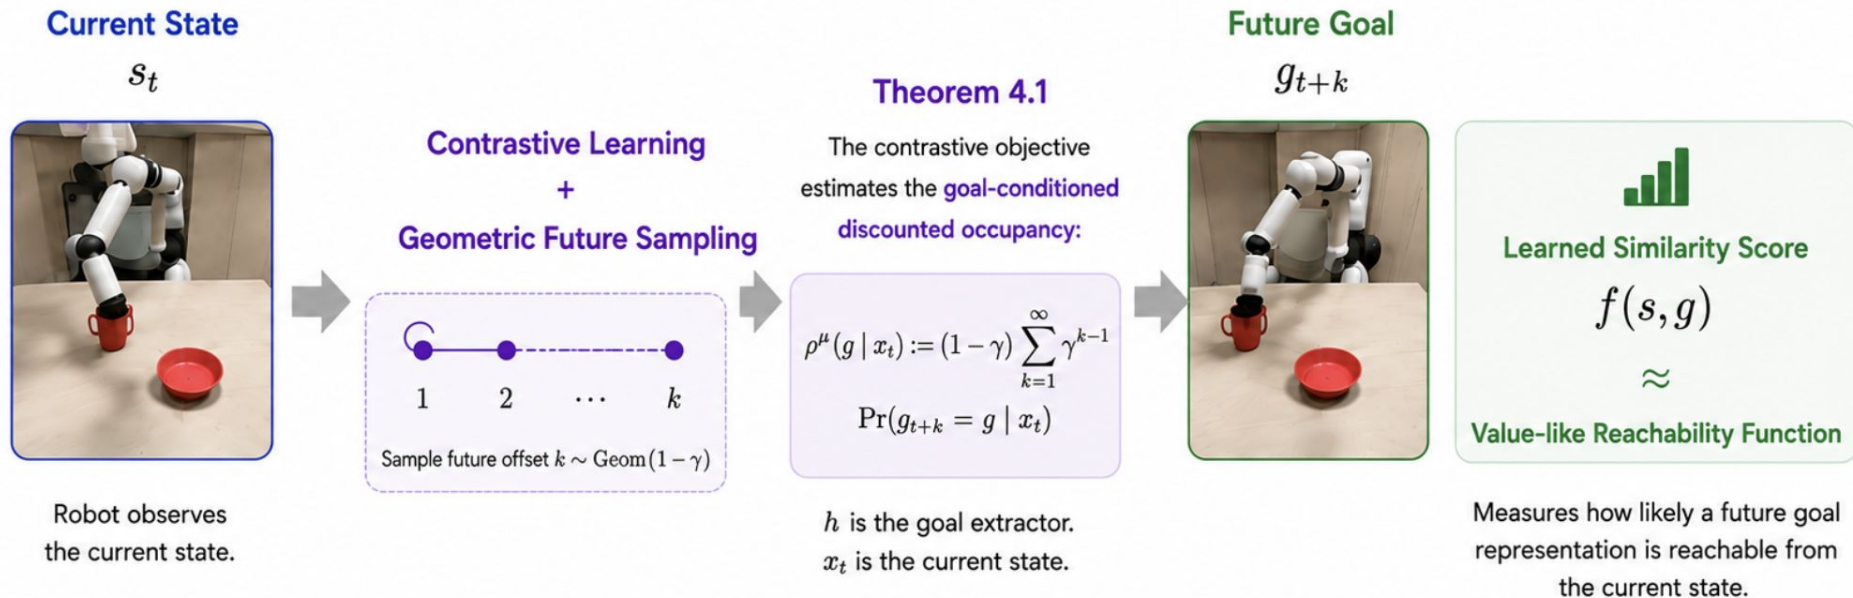 Current State
s_t
Robot observes
the current state.
Contrastive Learning
+
Geometric Future Sampling
1 2 ... k
Sample future offset k ∼ Geom(1 − γ)
Theorem 4.1
The contrastive objective
estimates the goal-conditioned
discounted occupancy:
ρ^μ(g | x_t) := (1 − γ) ∑_{k=1}^{∞} γ^{k−1}
Pr(g_{t+k} = g | x_t)
h is the goal extractor.
x_t is the current state.
Future Goal
g_{t+k}
Learned Similarity Score
f(s, g)
≈
Value-like Reachability Function
Measures how likely a future goal
representation is reachable from
the current state.